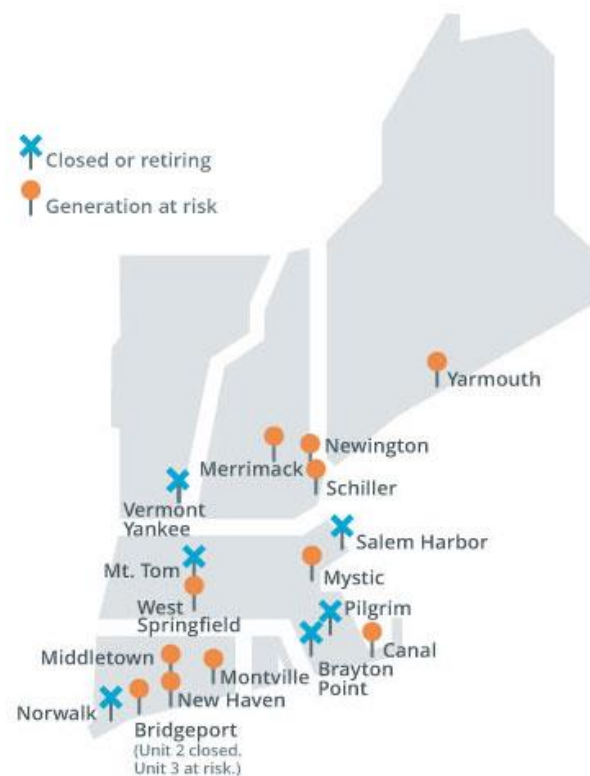 Closed or retiring
Generation at risk
Yarmouth
Newington
Merrimack
Schiller
Vermont
Yankee
Salem Harbor
Mt. Tom
Mystic
West
Springfield
Pilgrim
Canal
Brayton
Point
Middletown
Montville
New Haven
Norwalk
Bridgeport
(Unit 2 closed,
Unit 3 at risk.)